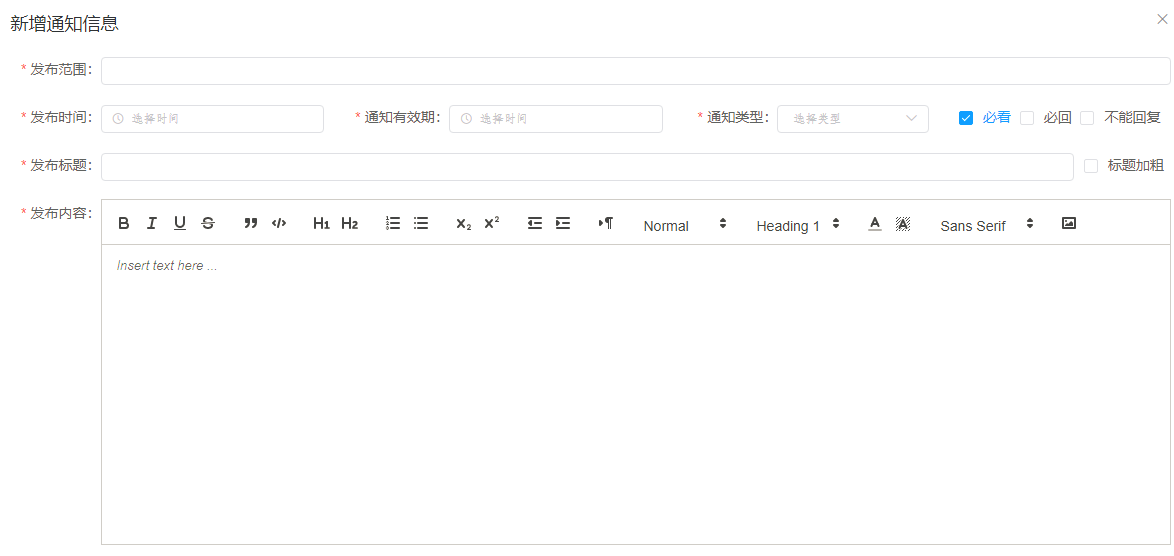 新增通知信息
* 发布范围:
* 发布时间: 选择时间 * 通知有效期: 选择时间 * 通知类型: 选择类型 必看 必回 不能回复
* 发布标题: 标题加粗
* 发布内容: B I U S H1 H2 X2 X2 Normal Heading 1 A A Sans Serif
Insert text here ...